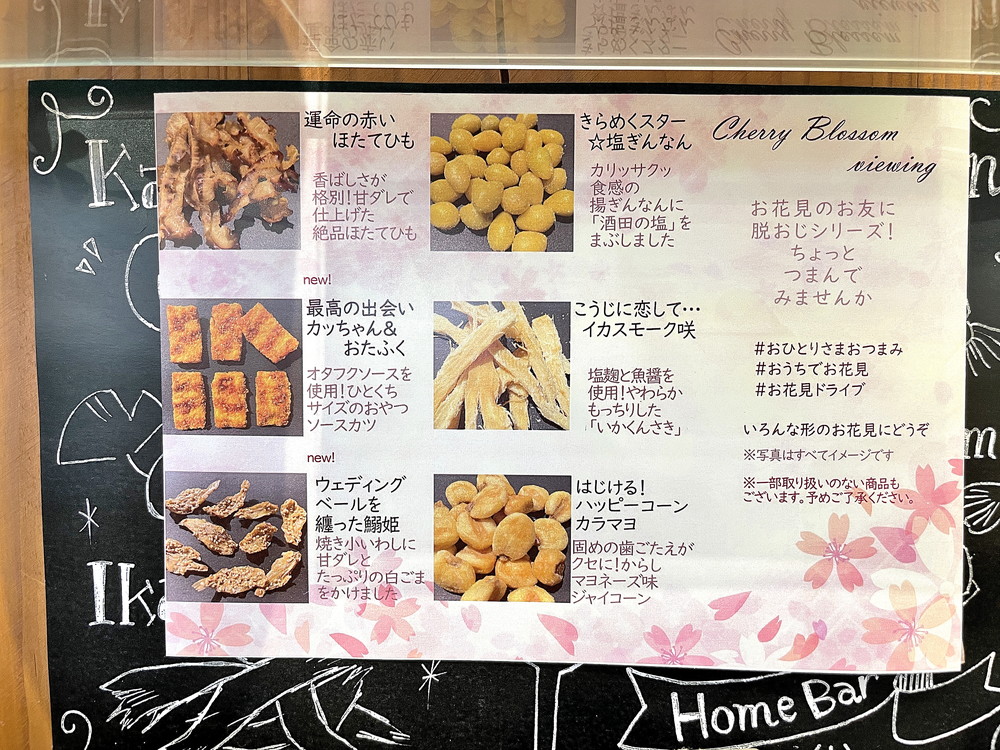 運命の赤い
ほたてひも
香ばしさが
格別!甘ダレで
仕上げた
絶品ほたてひも
きらめくスター
☆塩ぎんなん
カリッサクッ
食感の
揚ぎんなんに
「酒田の塩」を
まぶしました
new!
最高の出会い
カッちゃん&
おたふく
オタフクソースを
使用!ひとくち
サイズのおやつ
ソースカツ
こうじに恋して…
イカスモーク咲
塩麹と魚醤を
使用!やわらか
もっちりした
「いかくんさき」
new!
ウェディング
ベールを
纏った鰯姫
焼き小いわしに
甘ダレと
たっぷりの白ごま
をかけました
はじける!
ハッピーコーン
カラマヨ
固めの歯ごたえが
クセに!からし
マヨネーズ味
ジャイコーン
Cherry Blossom
viewing
お花見のお友に
脱おじシリーズ!
ちょっと
つまんで
みませんか
#おひとりさまおつまみ
#おうちでお花見
#お花見ドライブ
いろんな形のお花見にどうぞ
※写真はすべてイメージです
※一部取り扱いのない商品も
ございます。予めご了承ください。
Ka
Ika
Home Bar